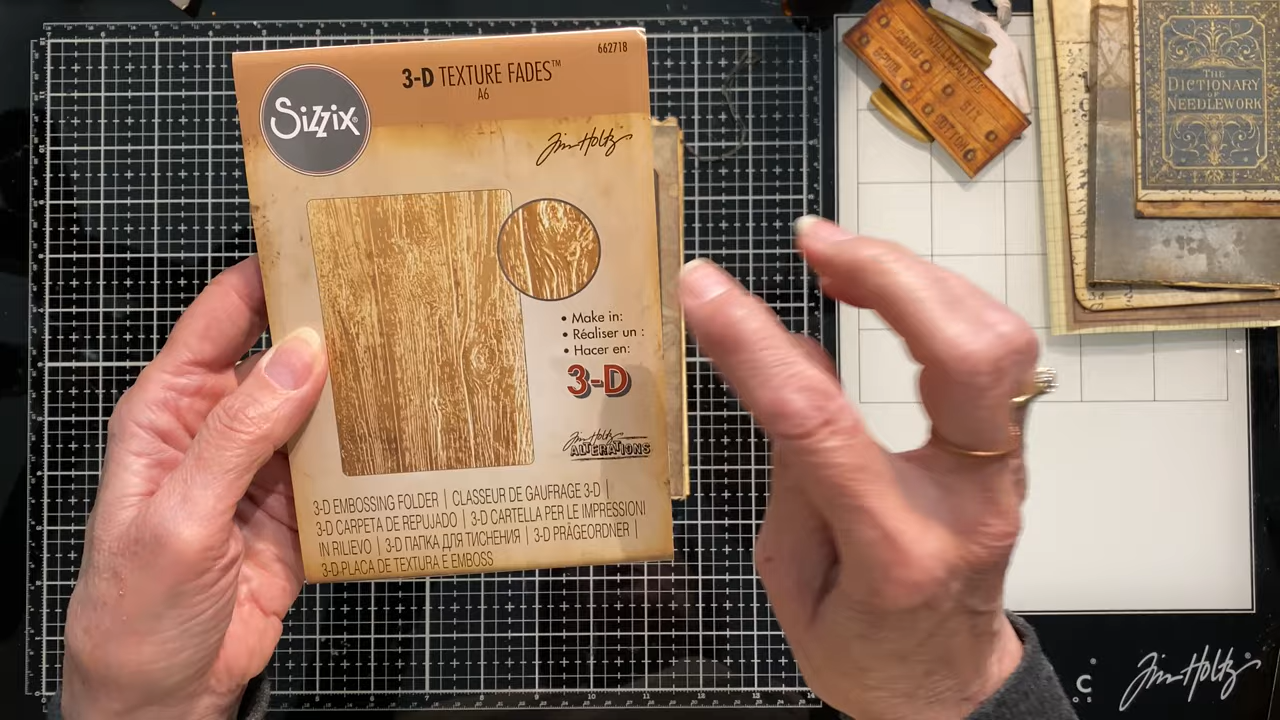 662718
3-D TEXTURE FADES™
A6
Sizzix®
Tim Holtz
• Make in:
• Réaliser un :
• Hacer en:
3-D
Tim Holtz
ALTERATIONS
3-D EMBOSSING FOLDER | CLASSEUR DE GAUFRAGE 3-D |
3-D CARPETA DE REPUJADO | 3-D CARTELLA PER LE IMPRESSIONI
IN RILIEVO | 3-D ПАПКА ДЛЯ ТИСНЕНИЯ | 3-D PRÄGEORDNER |
3-D PLACA DE TEXTURA E EMBOSS
THE
DICTIONARY
OF
NEEDLEWORK
Tim Holtz®